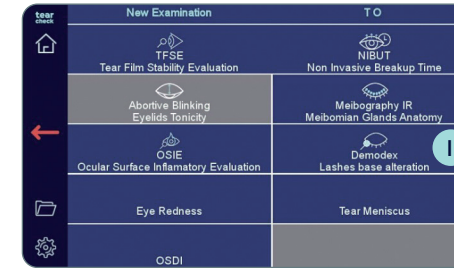 tear
check
New Examination
T O
TFSE
Tear Film Stability Evaluation
NIBUT
Non Invasive Breakup Time
Abortive Blinking
Eyelids Tonicity
Meibography IR
Meibomian Glands Anatomy
OSIE
Ocular Surface Inflamatory Evaluation
Demodex
Lashes base alteration
I
Eye Redness
Tear Meniscus
OSDI